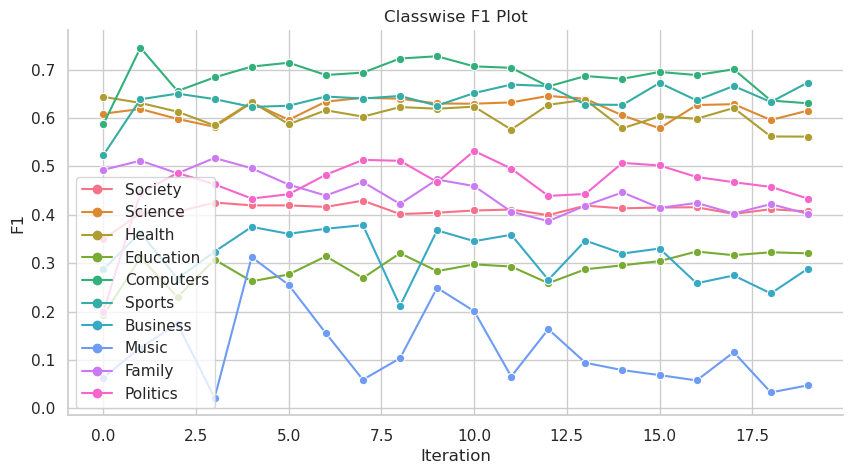 Classwise F1 Plot
F1
0.7
0.6
0.5
0.4
0.3
0.2
0.1
0.0
Society
Science
Health
Education
Computers
Sports
Business
Music
Family
Politics
0.0 2.5 5.0 7.5 10.0 12.5 15.0 17.5
Iteration